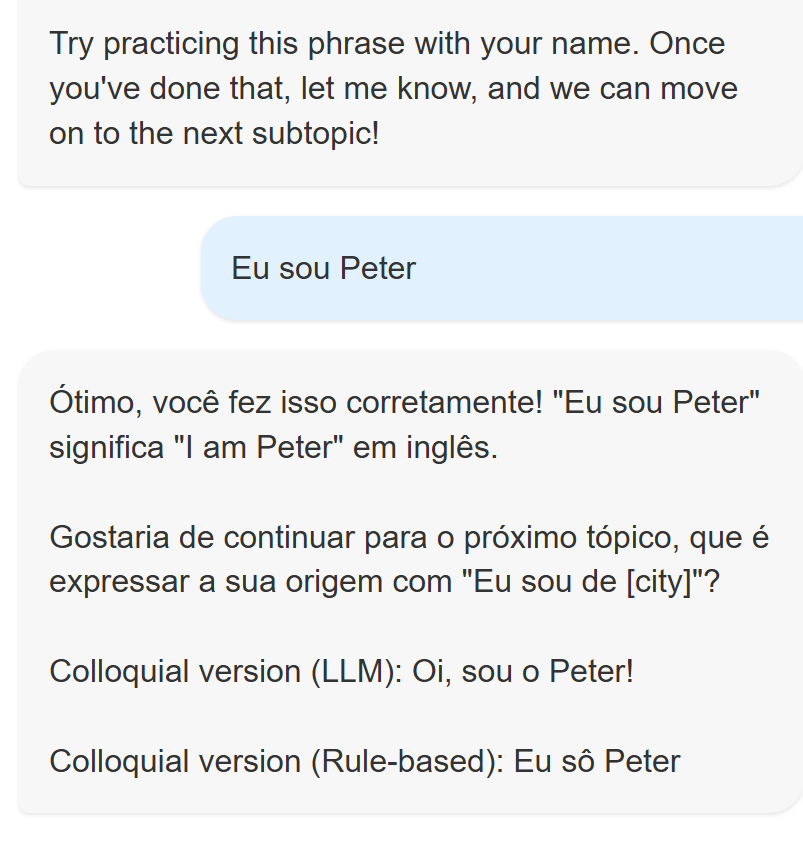 Try practicing this phrase with your name. Once
you've done that, let me know, and we can move
on to the next subtopic!
Eu sou Peter
Ótimo, você fez isso corretamente! "Eu sou Peter"
significa "I am Peter" em inglês.
Gostaria de continuar para o próximo tópico, que é
expressar a sua origem com "Eu sou de [city]"?
Colloquial version (LLM): Oi, sou o Peter!
Colloquial version (Rule-based): Eu sô Peter